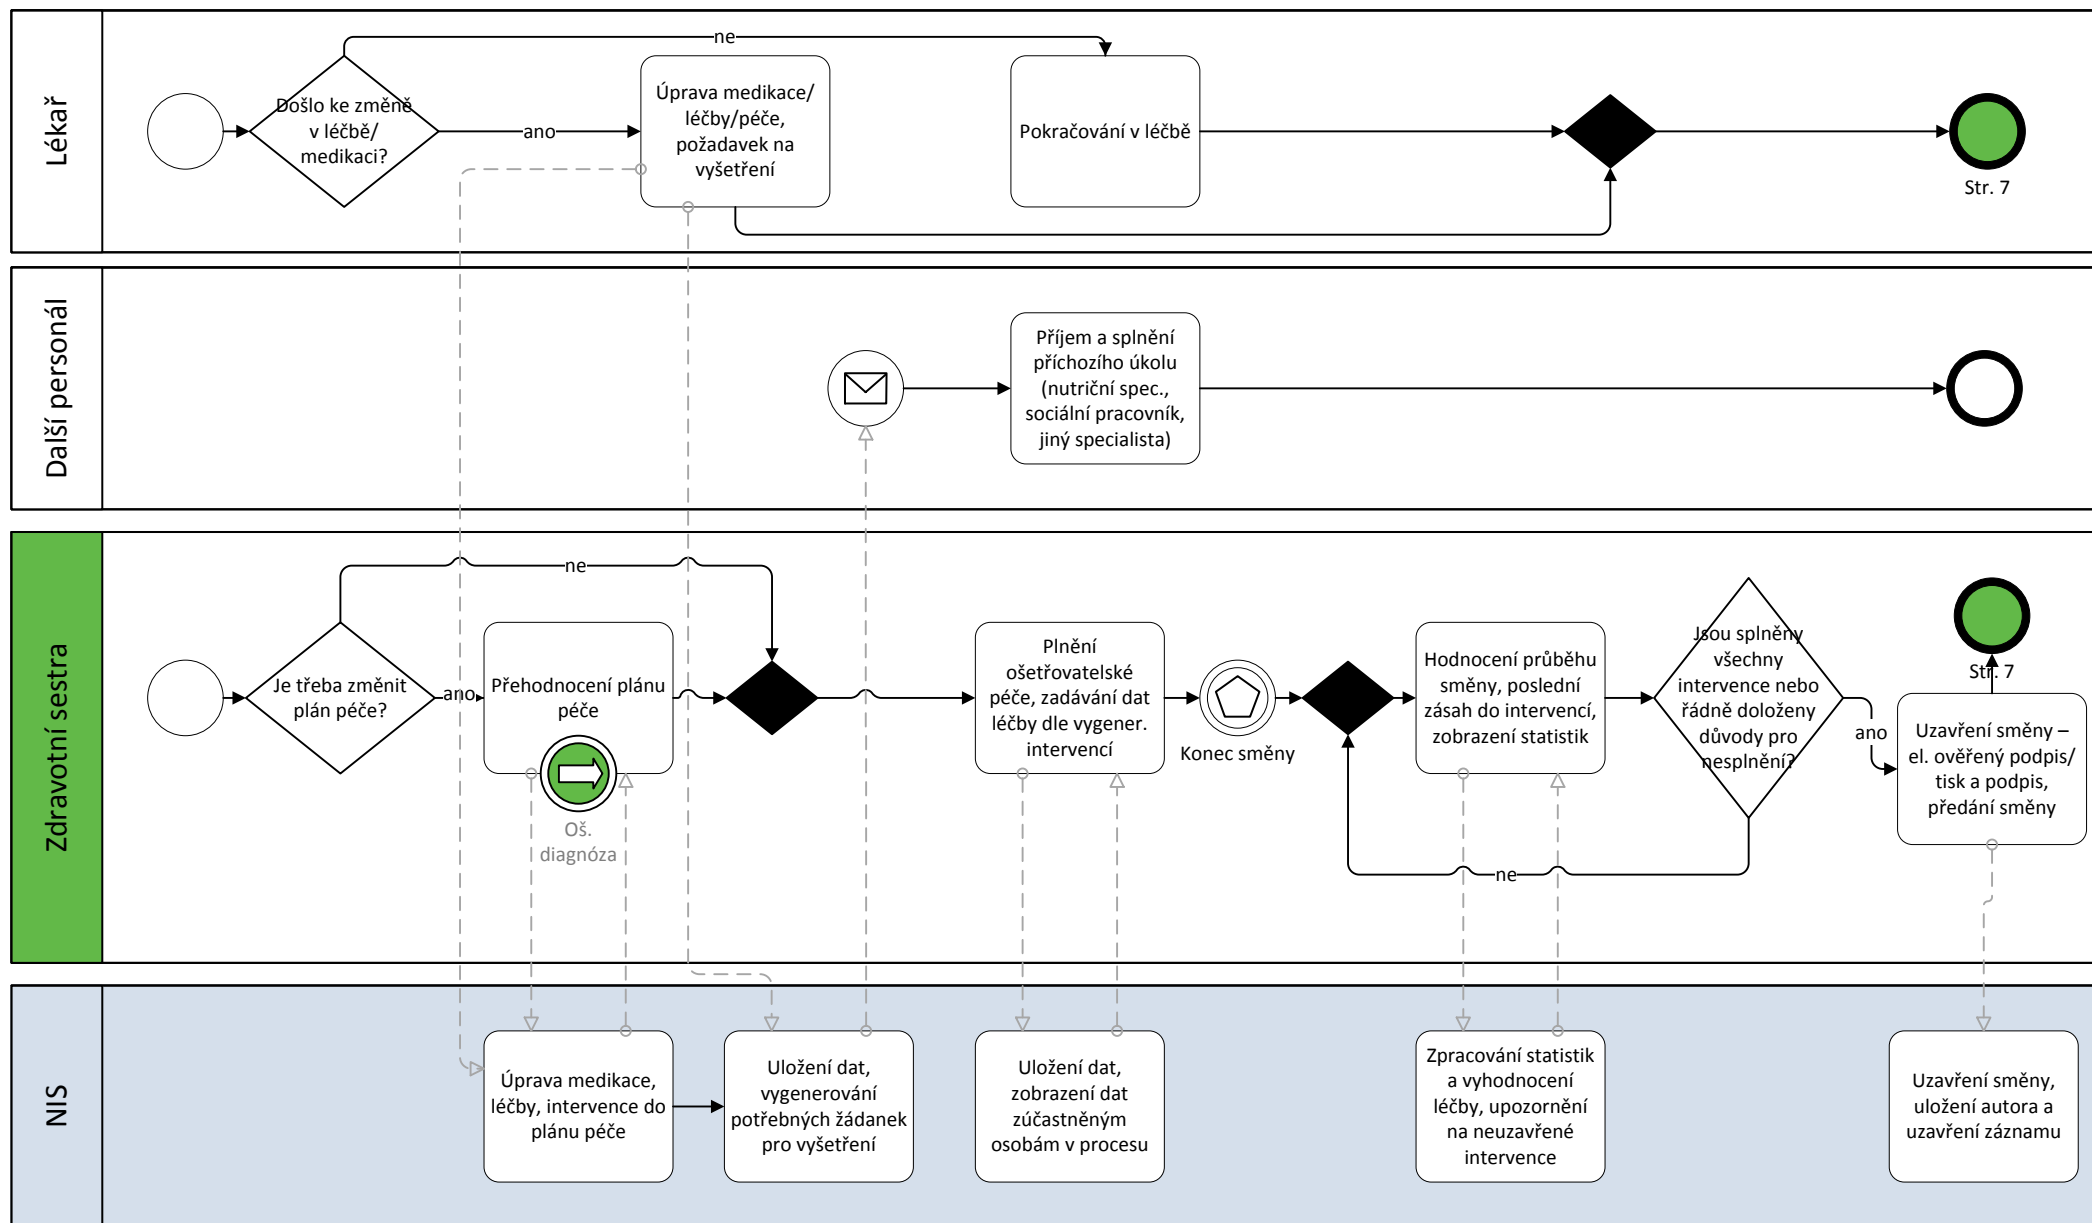 Lékař
ne
Došlo ke změně
v léčbě/
medikaci?
ano
Úprava medikace/
léčby/péče,
požadavek na
vyšetření
Pokračování v léčbě
Str. 7
Další personál
Příjem a splnění
příchozího úkolu
(nutriční spec.,
sociální pracovník,
jiný specialista)
Zdravotní sestra
ne
Je třeba změnit
plán péče?
ano
Přehodnocení plánu
péče
Oš.
diagnóza
Plnění
ošetřovatelské
péče, zadávání dat
léčby dle vygener.
intervencí
Konec směny
Hodnocení průběhu
směny, poslední
zásah do intervencí,
zobrazení statistik
Jsou splněny
všechny
intervence nebo
řádně doloženy
důvody pro
nesplnění?
ne
ano
Str. 7
Uzavření směny –
el. ověřený podpis/
tisk a podpis,
předání směny
NIS
Úprava medikace,
léčby, intervence do
plánu péče
Uložení dat,
vygenerování
potřebných žádanek
pro vyšetření
Uložení dat,
zobrazení dat
zúčastněným
osobám v procesu
Zpracování statistik
a vyhodnocení
léčby, upozornění
na neuzavřené
intervence
Uzavření směny,
uložení autora a
uzavření záznamu